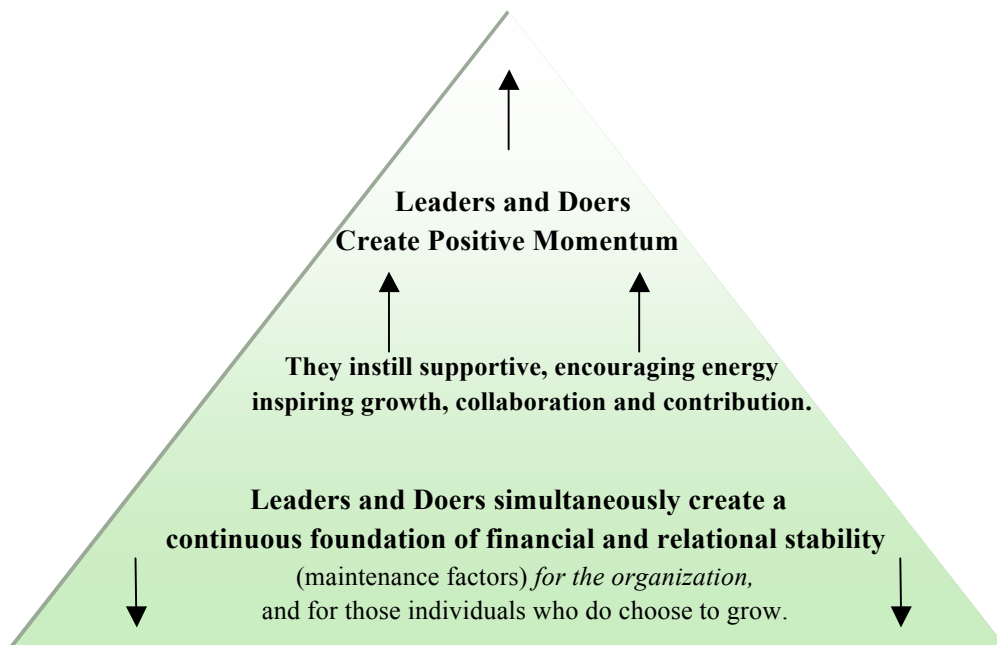 Leaders and Doers
Create Positive Momentum
They instill supportive, encouraging energy
inspiring growth, collaboration and contribution.
Leaders and Doers simultaneously create a
continuous foundation of financial and relational stability
(maintenance factors) for the organization,
and for those individuals who do choose to grow.